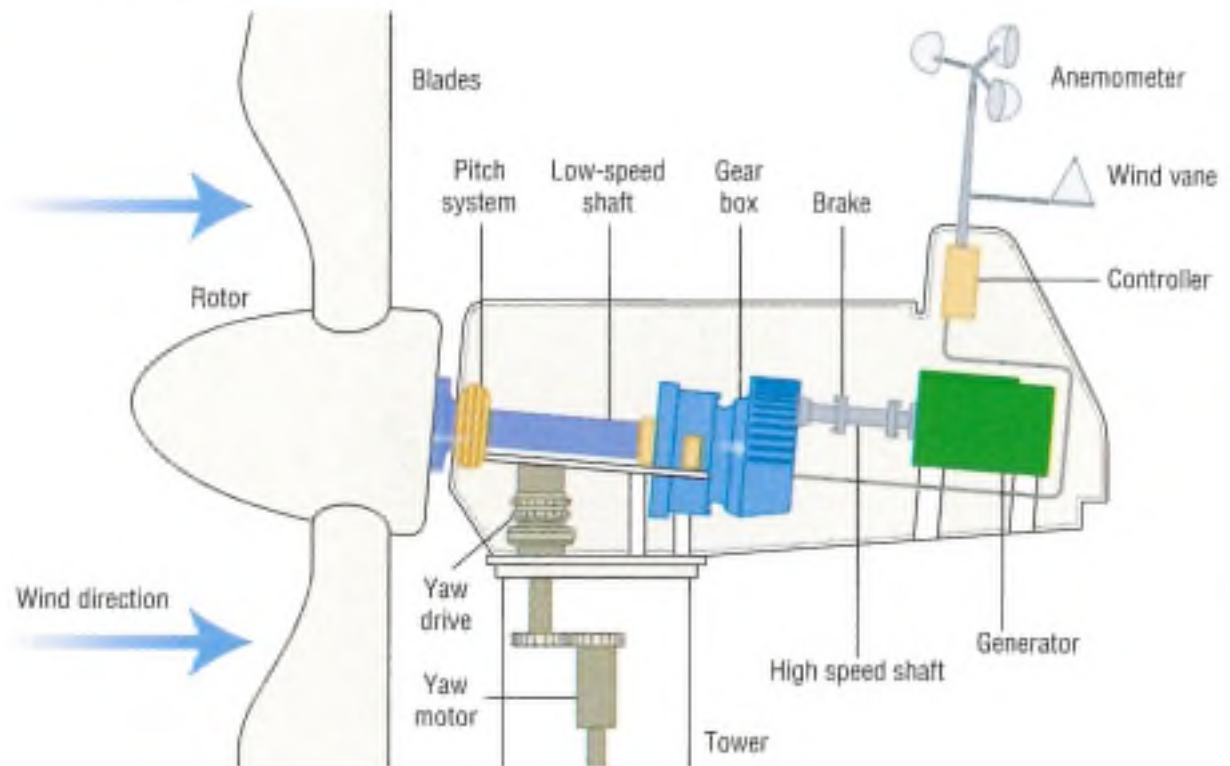 Blades
Anemometer
Pitch
system
Low-speed
shaft
Gear
box
Brake
Wind vane
Controller
Rotor
Wind direction
Yaw
drive
Generator
High speed shaft
Yaw
motor
Tower